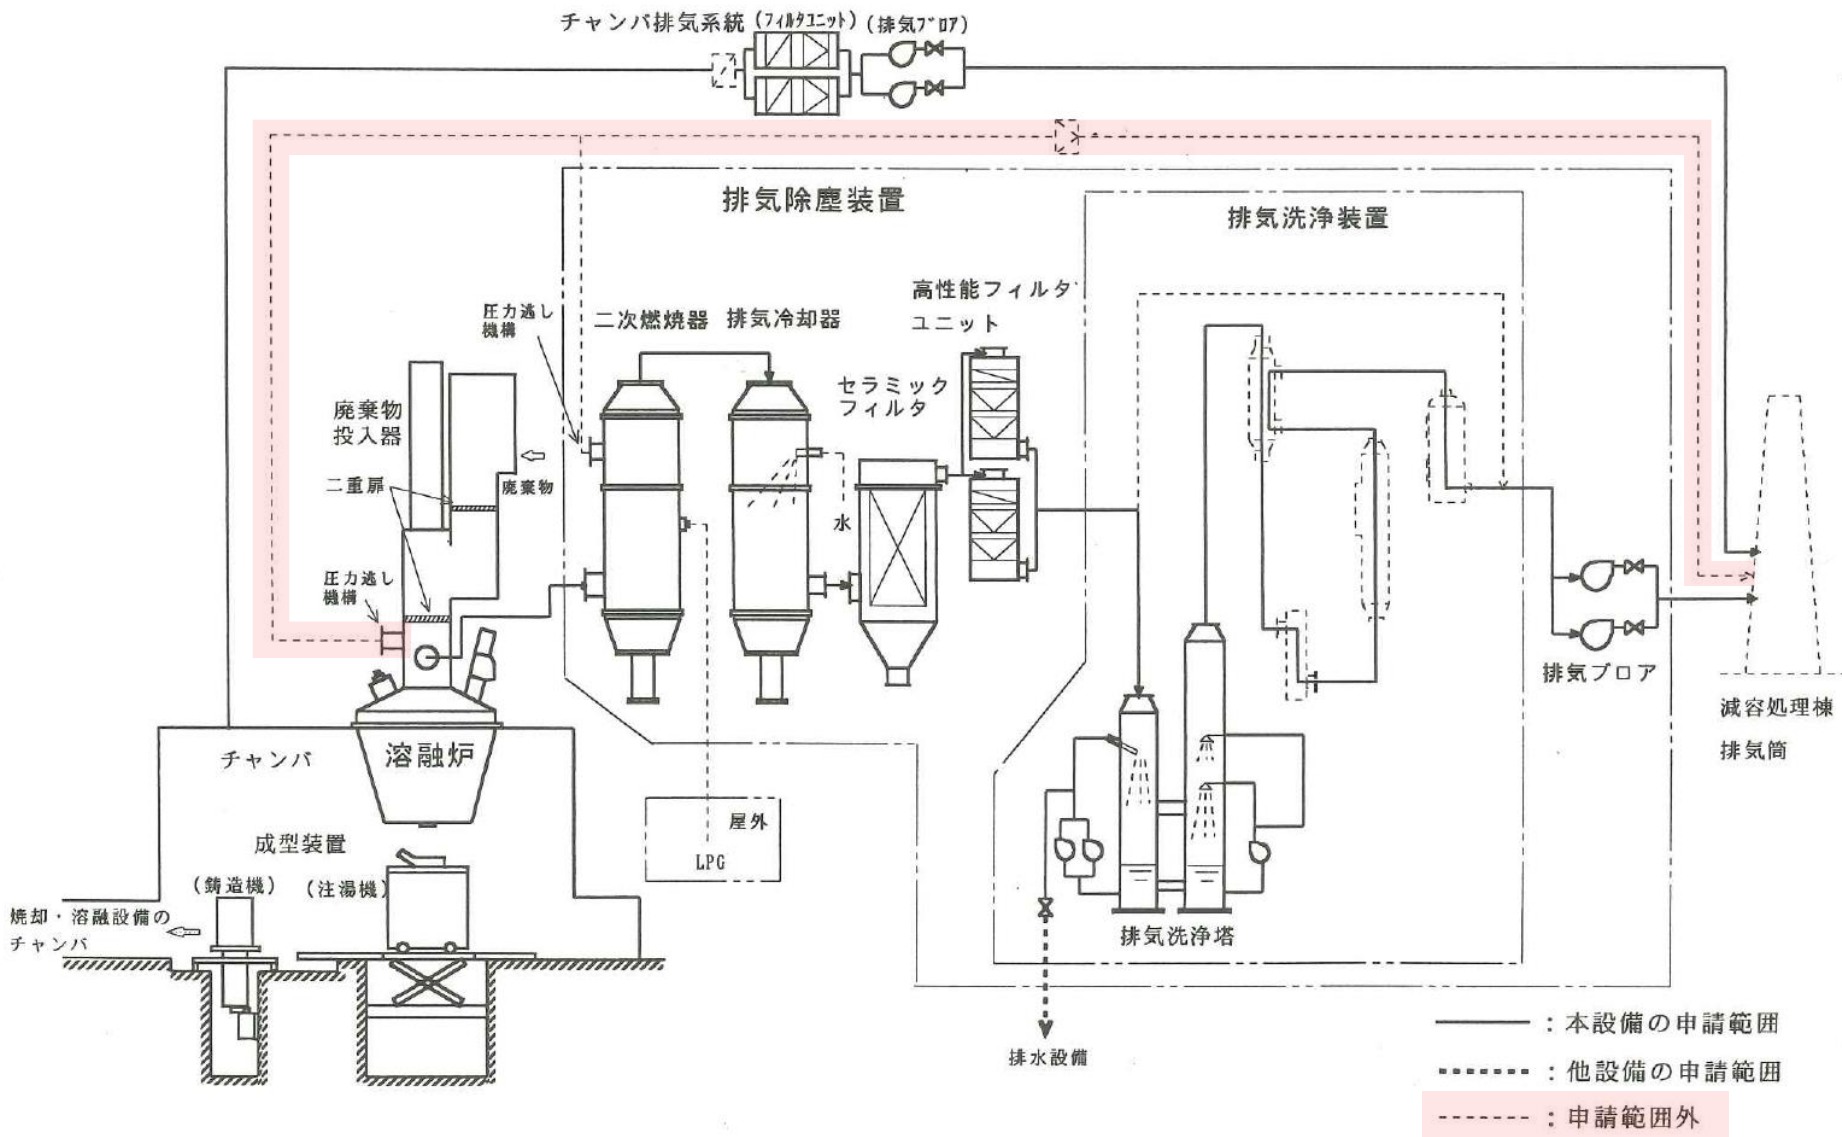 チャンバ排気系統 (フィルタユニット) (排気ブロア)
排気除塵装置
排気洗浄装置
高性能フィルタ
ユニット
圧力逃し
機構
二次燃焼器
排気冷却器
セラミック
フィルタ
廃棄物
投入器
二重扉
廃棄物
水
圧力逃し
機構
排気ブロア
減容処理棟
排気筒
チャンバ
溶融炉
屋外
LPG
成型装置
(鋳造機)
(注湯機)
焼却・溶融設備の
チャンバ
排気洗浄塔
排水設備
：本設備の申請範囲
：他設備の申請範囲
：申請範囲外